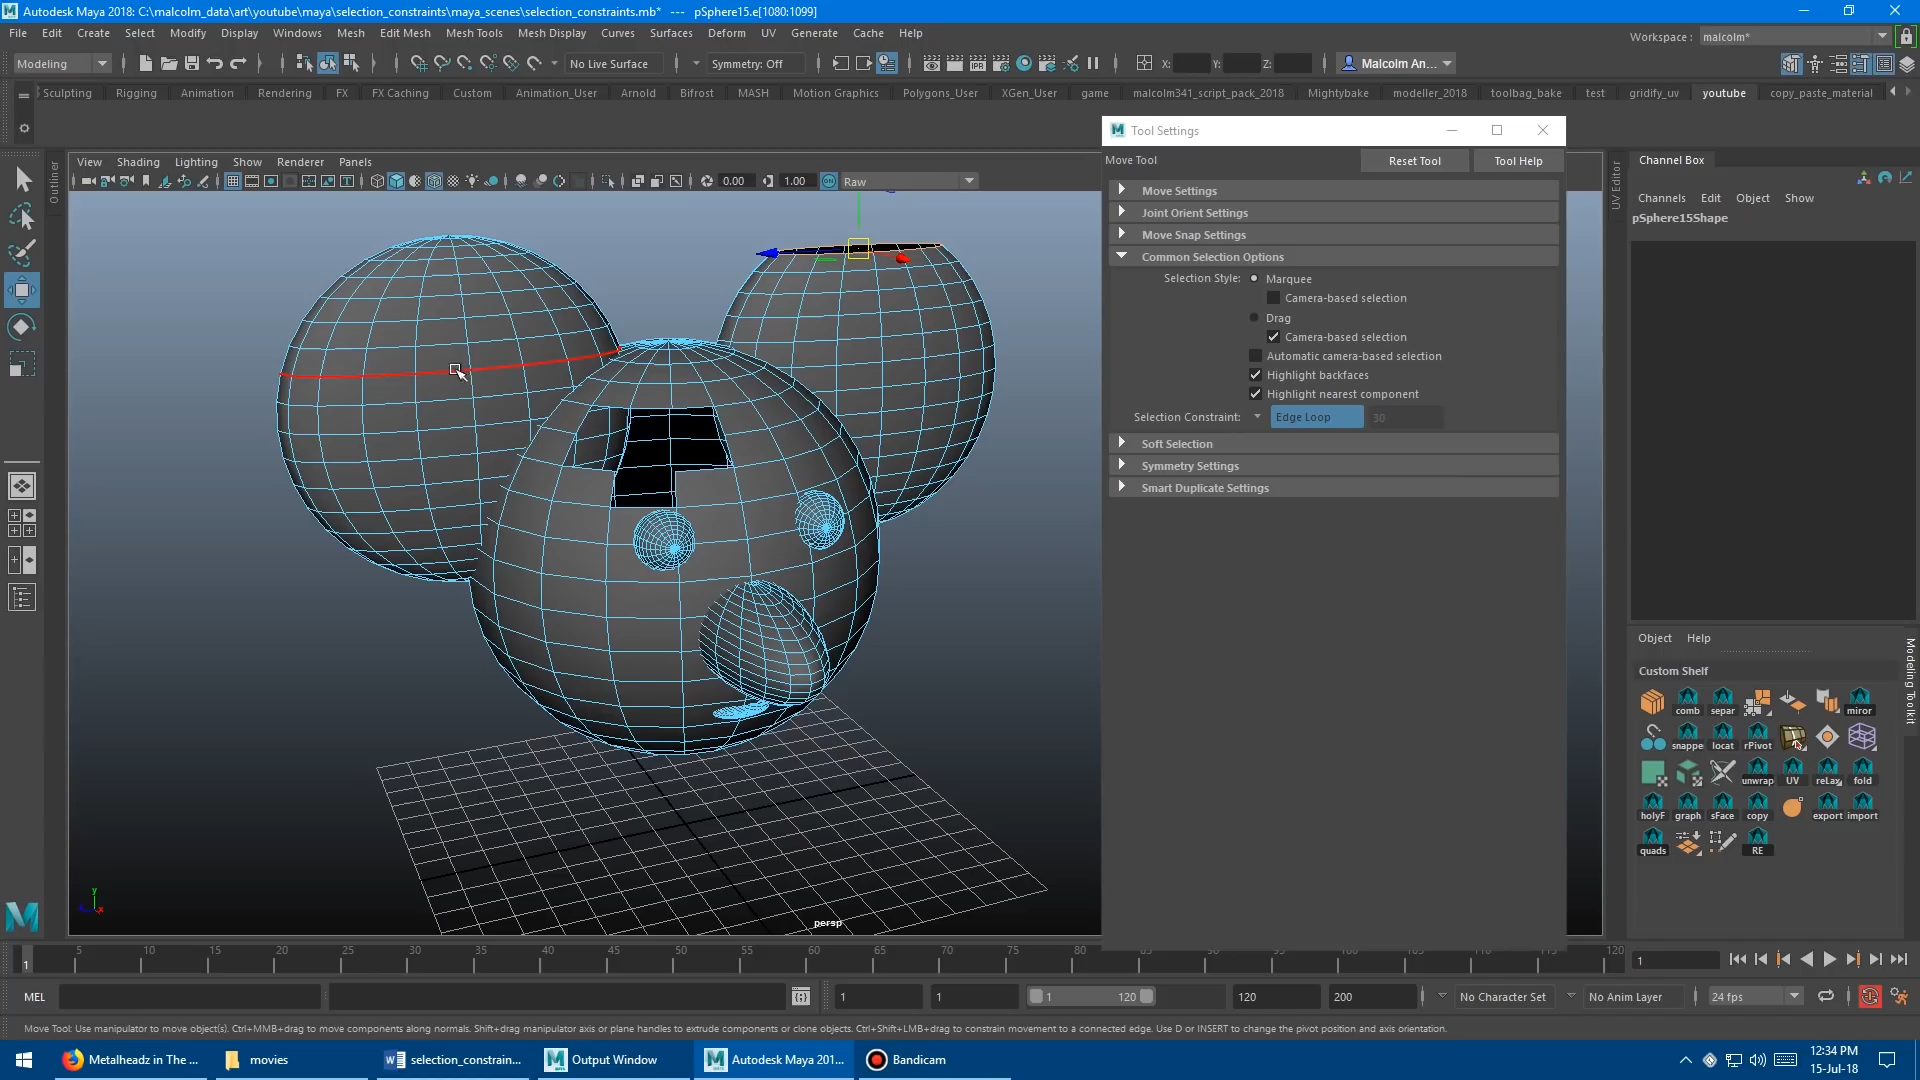 Autodesk Maya 2018: C:\malcolm_data\art\youtube\maya\selection_constraints\maya_scenes\selection_constraints.mb* --- pSphere15.e[1080:1099]
File Edit Create Select Modify Display Windows Mesh Edit Mesh Mesh Tools Mesh Display Curves Surfaces Deform UV Generate Cache Help
Workspace : malcolm*
Modeling No Live Surface Symmetry: Off X: Y: Z: Malcolm An...
Sculpting Rigging Animation Rendering FX FX Caching Custom Animation_User Arnold Bifrost MASH Motion Graphics Polygons_User XGen_User game malcolm341_script_pack_2018 Mightybake modeller_2018 toolbag_bake test gridify_uv youtube copy_paste_material
Tool Settings
Outliner
View Shading Lighting Show Renderer Panels
0.00 1.00 ON Raw
Move Tool Reset Tool Tool Help
Move Settings
Joint Orient Settings
Move Snap Settings
Common Selection Options
Selection Style: Marquee
Camera-based selection
Drag
Camera-based selection
Automatic camera-based selection
Highlight backfaces
Highlight nearest component
Selection Constraint: Edge Loop 30
Soft Selection
Symmetry Settings
Smart Duplicate Settings
UV Editor
Channel Box
Channels Edit Object Show
pSphere15Shape
Object Help
Custom Shelf
comb separ miror
snappe locat rPivot
unwrap UV reLax fold
holyF graph sFace copy export import
quads RE
Modeling Toolkit
y
x
persp
5 10 15 20 25 30 35 40 45 50 55 60 65 70 75 80 85 120
1
1
MEL 1 1 1 120 120 200 No Character Set No Anim Layer 24 fps
Move Tool: Use manipulator to move object(s). Ctrl+MMB+drag to move components along normals. Shift+drag manipulator axis or plane handles to extrude components or clone objects. Ctrl+Shift+LMB+drag to constrain movement to a connected edge. Use D or INSERT to change the pivot position and axis orientation.
Metalheadz in The ... movies selection_constrain... Output Window Autodesk Maya 201... Bandicam
12:34 PM
15-Jul-18